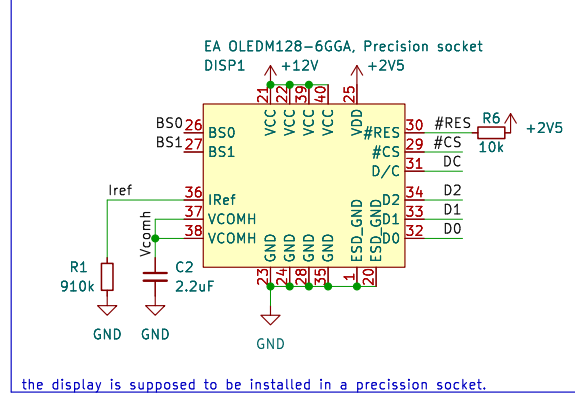 EA OLEDM128-6GGA, Precision socket
DISP1 +12V +2V5
21 22 39 40 25
VCC VCC VCC VCC VDD
BS0 26 BS0 #RES 30 #RES R6 +2V5
BS1 27 BS1 #CS 29 #CS 10k
D/C 31 DC
Iref 36 IRef D2 34 D2
Vcomh 37 VCOMH D1 33 D1
38 VCOMH D0 32 D0
GND GND GND GND ESD_GND ESD_GND
23 24 28 35 1 20
R1 C2
910k 2.2uF
GND GND GND
the display is supposed to be installed in a precission socket.